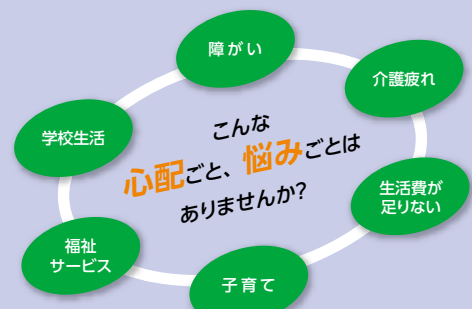 障がい
介護疲れ
学校生活
こんな
心配ごと、悩みごとは
ありませんか?
生活費が
足りない
福祉
サービス
子育て